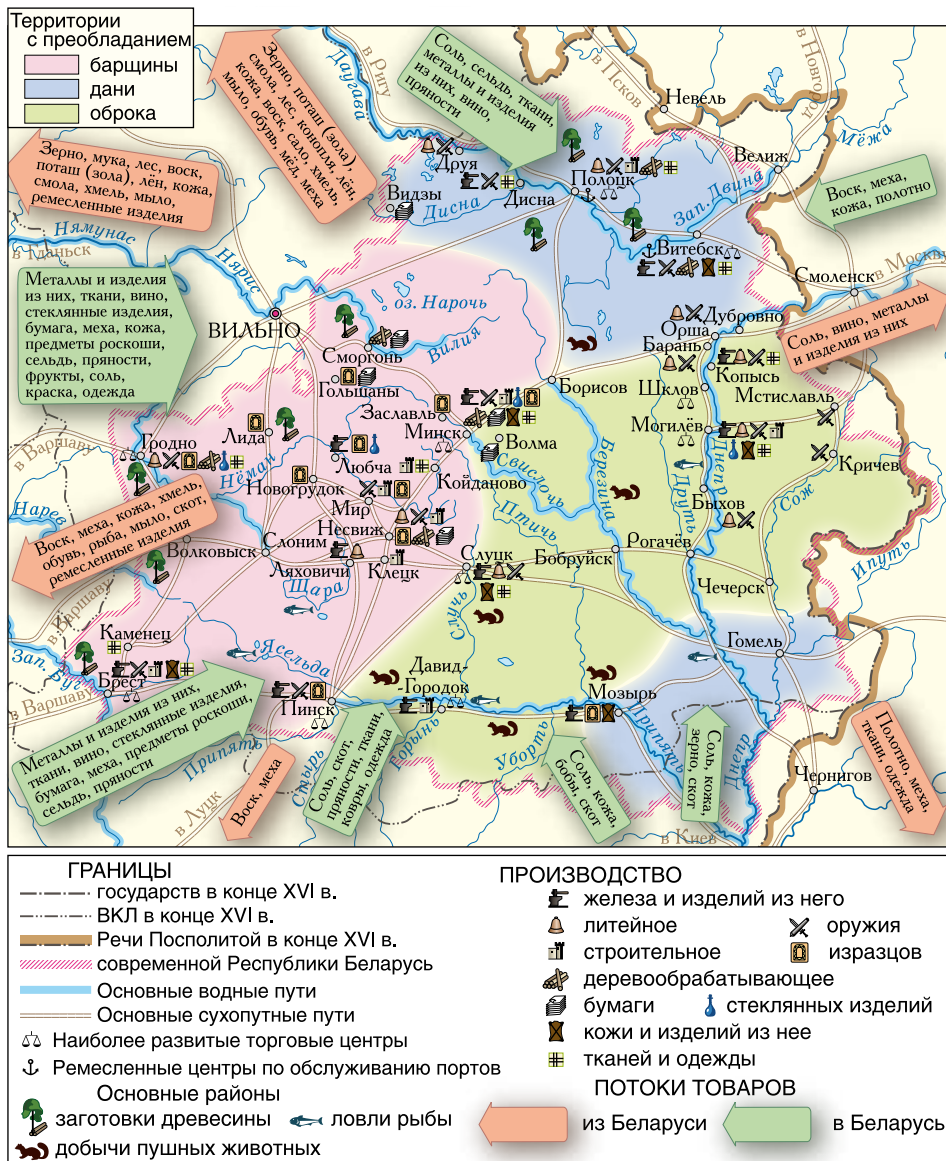 Территории
с преобладанием
барщины
дани
оброка
Зерно, поташ (зола),
смола, лес, конопля, лён,
кожа, воск, сало, хмель,
мыло, обувь, мёд, меха
Зерно, мука, лес, воск,
поташ (зола), лён, кожа,
смола, хмель, мыло,
ремесленные изделия
Соль, сельдь, ткани,
металлы и изделия
из них, вино,
пряности
Воск, меха,
кожа, полотно
Металлы и изделия
из них, ткани, вино,
стеклянные изделия,
бумага, меха, кожа,
предметы роскоши,
сельдь, пряности,
фрукты, соль,
краска, одежда
Соль, вино, металлы
и изделия из них
Воск, меха, кожа, хмель,
обувь, рыба, мыло, скот,
ремесленные изделия
Металлы и изделия из них,
ткани, вино, стеклянные изделия,
бумага, меха, предметы роскоши,
сельдь, пряности
Воск, меха
Соль, скот,
пряности, ткани,
ковры, одежда
Соль, кожа,
бобы, скот
Соль, кожа,
зерно, скот
Полотно, меха,
ткани, одежда
в Ригу
Даугава
в Псков
в Новгород
Невель
Мёжа
Друя
Видзы
Дисна
Дисна
Полоцк
Велиж
Зап. Двина
Витебск
Смоленск
в Москву
Нямунас
в Гданьск
Нярис
ВИЛЬНО
оз. Нарочь
Вилия
Сморгонь
Гольшаны
Заславль
Минск
Борисов
Волма
Дубровно
Орша
Барань
Копысь
Шклов
Мстиславль
Могилёв
Кричев
в Варшаву
Гродно
Лида
Нёман
Любча
Новогрудок
Койданово
Свислочь
Березина
Друть
Днепр
Быхов
Сож
Мир
Несвиж
Птичь
Нарев
Волковыск
Слоним
Ляховичи
Клецк
Слуцк
Бобруйск
Рогачёв
Чечерск
Ипуть
Щара
в Варшаву
Каменец
Случь
Гомель
Зап. Буг
Брест
в Варшаву
Ясельда
Пинск
Давид-
-Городок
Мозырь
Припять
Стырь
Горынь
Уборть
Припять
Днепр
Чернигов
в Луцк
в Киев
ГРАНИЦЫ
государств в конце XVI в.
ВКЛ в конце XVI в.
Речи Посполитой в конце XVI в.
современной Республики Беларусь
Основные водные пути
Основные сухопутные пути
Наиболее развитые торговые центры
Ремесленные центры по обслуживанию портов
Основные районы
заготовки древесины
ловли рыбы
добычи пушных животных
ПРОИЗВОДСТВО
железа и изделий из него
литейное
оружия
строительное
изразцов
деревообрабатывающее
бумаги
стеклянных изделий
кожи и изделий из нее
тканей и одежды
ПОТОКИ ТОВАРОВ
из Беларуси
в Беларусь